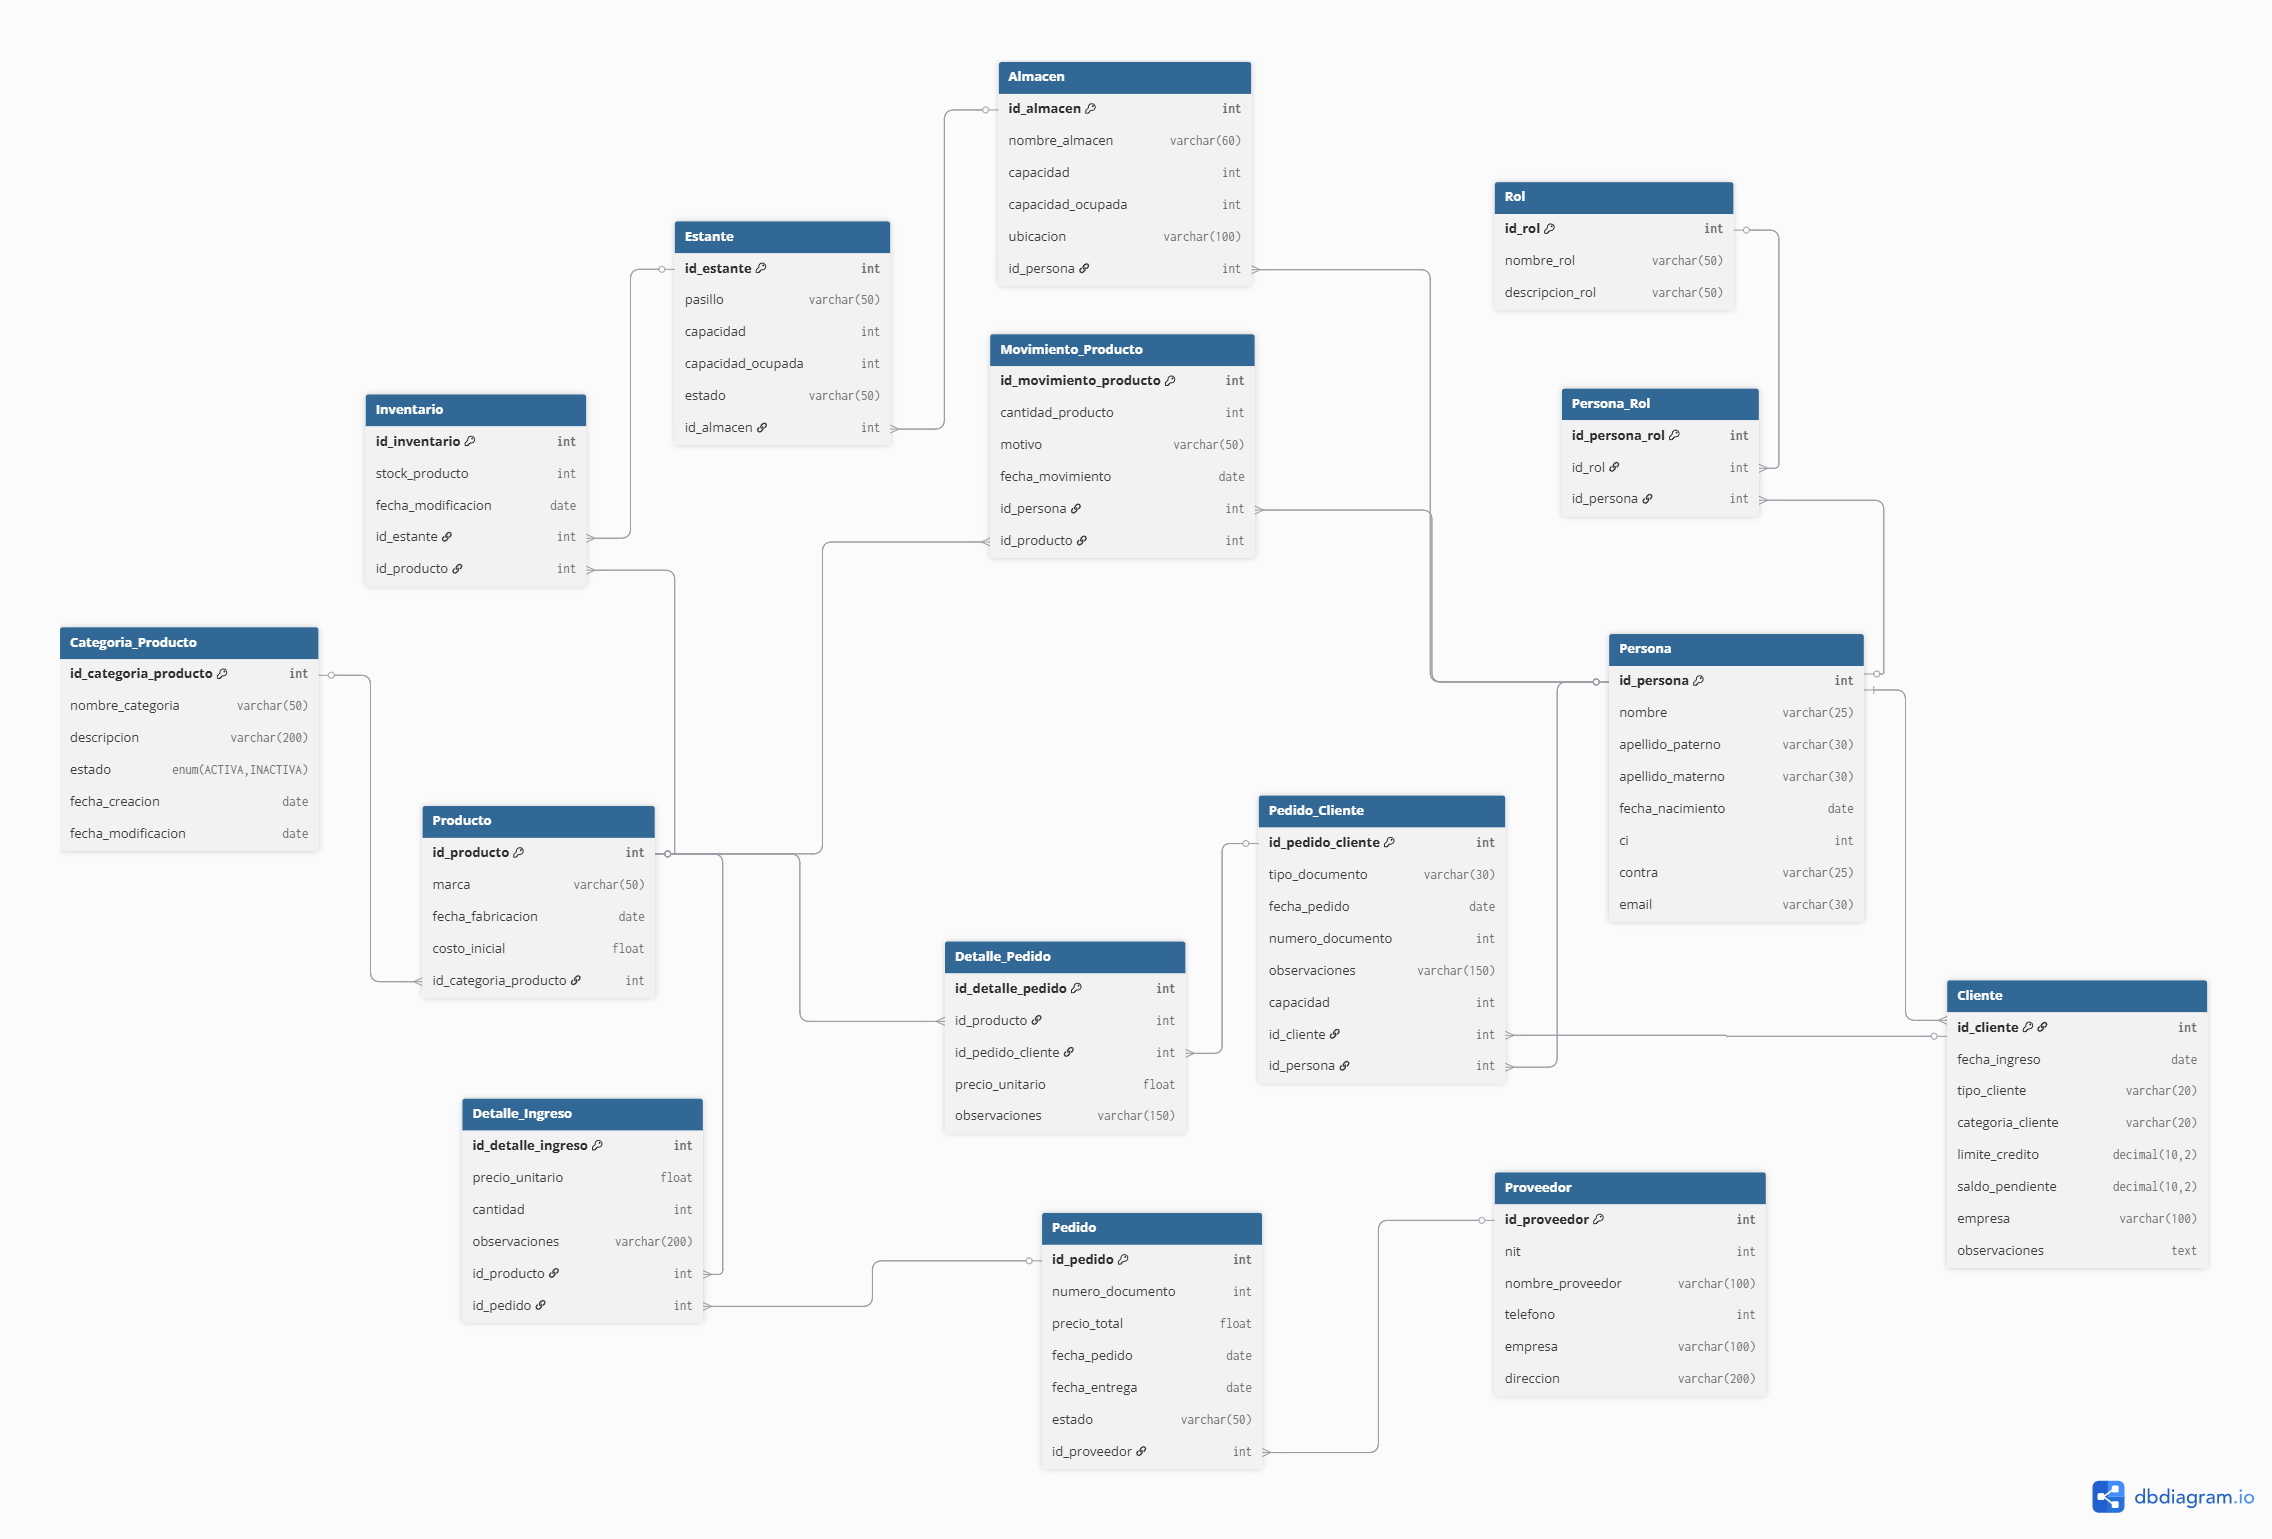 Almacen
id_almacen int
nombre_almacen varchar(60)
capacidad int
capacidad_ocupada int
ubicacion varchar(100)
id_persona int
Rol
id_rol int
nombre_rol varchar(50)
descripcion_rol varchar(50)
Estante
id_estante int
pasillo varchar(50)
capacidad int
capacidad_ocupada int
estado varchar(50)
id_almacen int
Movimiento_Producto
id_movimiento_producto int
cantidad_producto int
motivo varchar(50)
fecha_movimiento date
id_persona int
id_producto int
Persona_Rol
id_persona_rol int
id_rol int
id_persona int
Inventario
id_inventario int
stock_producto int
fecha_modificacion date
id_estante int
id_producto int
Categoria_Producto
id_categoria_producto int
nombre_categoria varchar(50)
descripcion varchar(200)
estado enum(ACTIVA,INACTIVA)
fecha_creacion date
fecha_modificacion date
Persona
id_persona int
nombre varchar(25)
apellido_paterno varchar(30)
apellido_materno varchar(30)
fecha_nacimiento date
ci int
contra varchar(25)
email varchar(30)
Producto
id_producto int
marca varchar(50)
fecha_fabricacion date
costo_inicial float
id_categoria_producto int
Pedido_Cliente
id_pedido_cliente int
tipo_documento varchar(30)
fecha_pedido date
numero_documento int
observaciones varchar(150)
capacidad int
id_cliente int
id_persona int
Detalle_Pedido
id_detalle_pedido int
id_producto int
id_pedido_cliente int
precio_unitario float
observaciones varchar(150)
Cliente
id_cliente int
fecha_ingreso date
tipo_cliente varchar(20)
categoria_cliente varchar(20)
limite_credito decimal(10,2)
saldo_pendiente decimal(10,2)
empresa varchar(100)
observaciones text
Detalle_Ingreso
id_detalle_ingreso int
precio_unitario float
cantidad int
observaciones varchar(200)
id_producto int
id_pedido int
Pedido
id_pedido int
numero_documento int
precio_total float
fecha_pedido date
fecha_entrega date
estado varchar(50)
id_proveedor int
Proveedor
id_proveedor int
nit int
nombre_proveedor varchar(100)
telefono int
empresa varchar(100)
direccion varchar(200)
dbdiagram.io